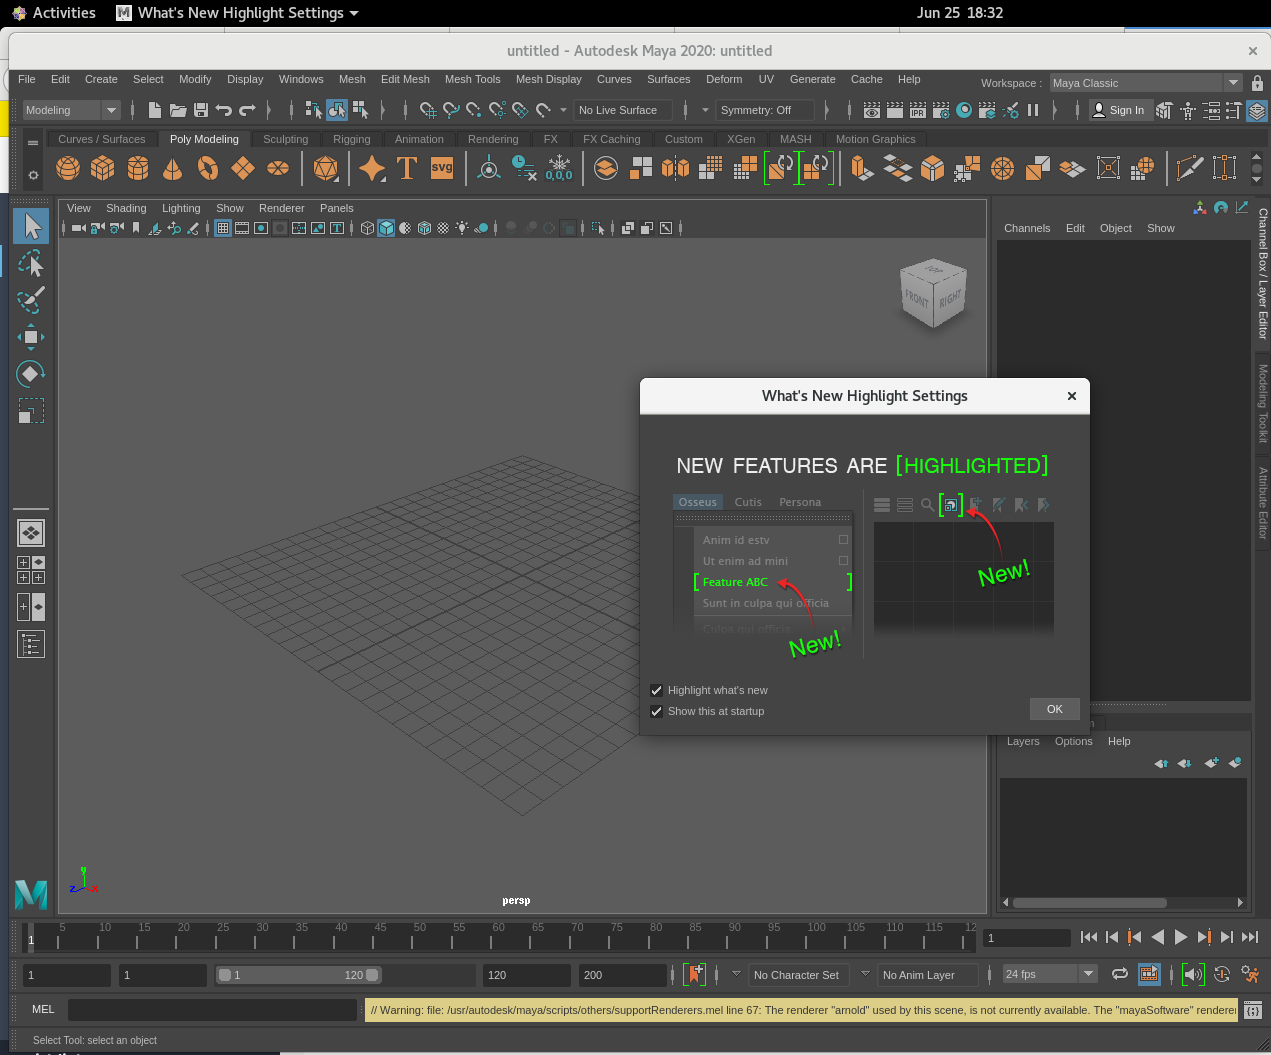 Activities What's New Highlight Settings Jun 25 18:32
untitled - Autodesk Maya 2020: untitled
File Edit Create Select Modify Display Windows Mesh Edit Mesh Mesh Tools Mesh Display Curves Surfaces Deform UV Generate Cache Help Workspace : Maya Classic
Modeling No Live Surface Symmetry: Off IPR Sign In
Curves / Surfaces Poly Modeling Sculpting Rigging Animation Rendering FX FX Caching Custom XGen MASH Motion Graphics
T SVG 0,0,0
View Shading Lighting Show Renderer Panels
Channels Edit Object Show
Channel Box / Layer Editor
Modeling Toolkit
Attribute Editor
TOP
FRONT RIGHT
What's New Highlight Settings
NEW FEATURES ARE [HIGHLIGHTED]
Osseus Cutis Persona
Anim id estv
Ut enim ad mini
Feature ABC
Sunt in culpa qui officia
Culpa qui officia
New!
New!
Highlight what's new
Show this at startup
OK
Layers Options Help
y
z x
persp
M
1 5 10 15 20 25 30 35 40 45 50 55 60 65 70 75 80 85 90 95 100 105 110 115 12 1
1 1 1 120 120 200 No Character Set No Anim Layer 24 fps
MEL // Warning: file: /usr/autodesk/maya/scripts/others/supportRenderers.mel line 67: The renderer "arnold" used by this scene, is not currently available. The "mayaSoftware" renderer
Select Tool: select an object